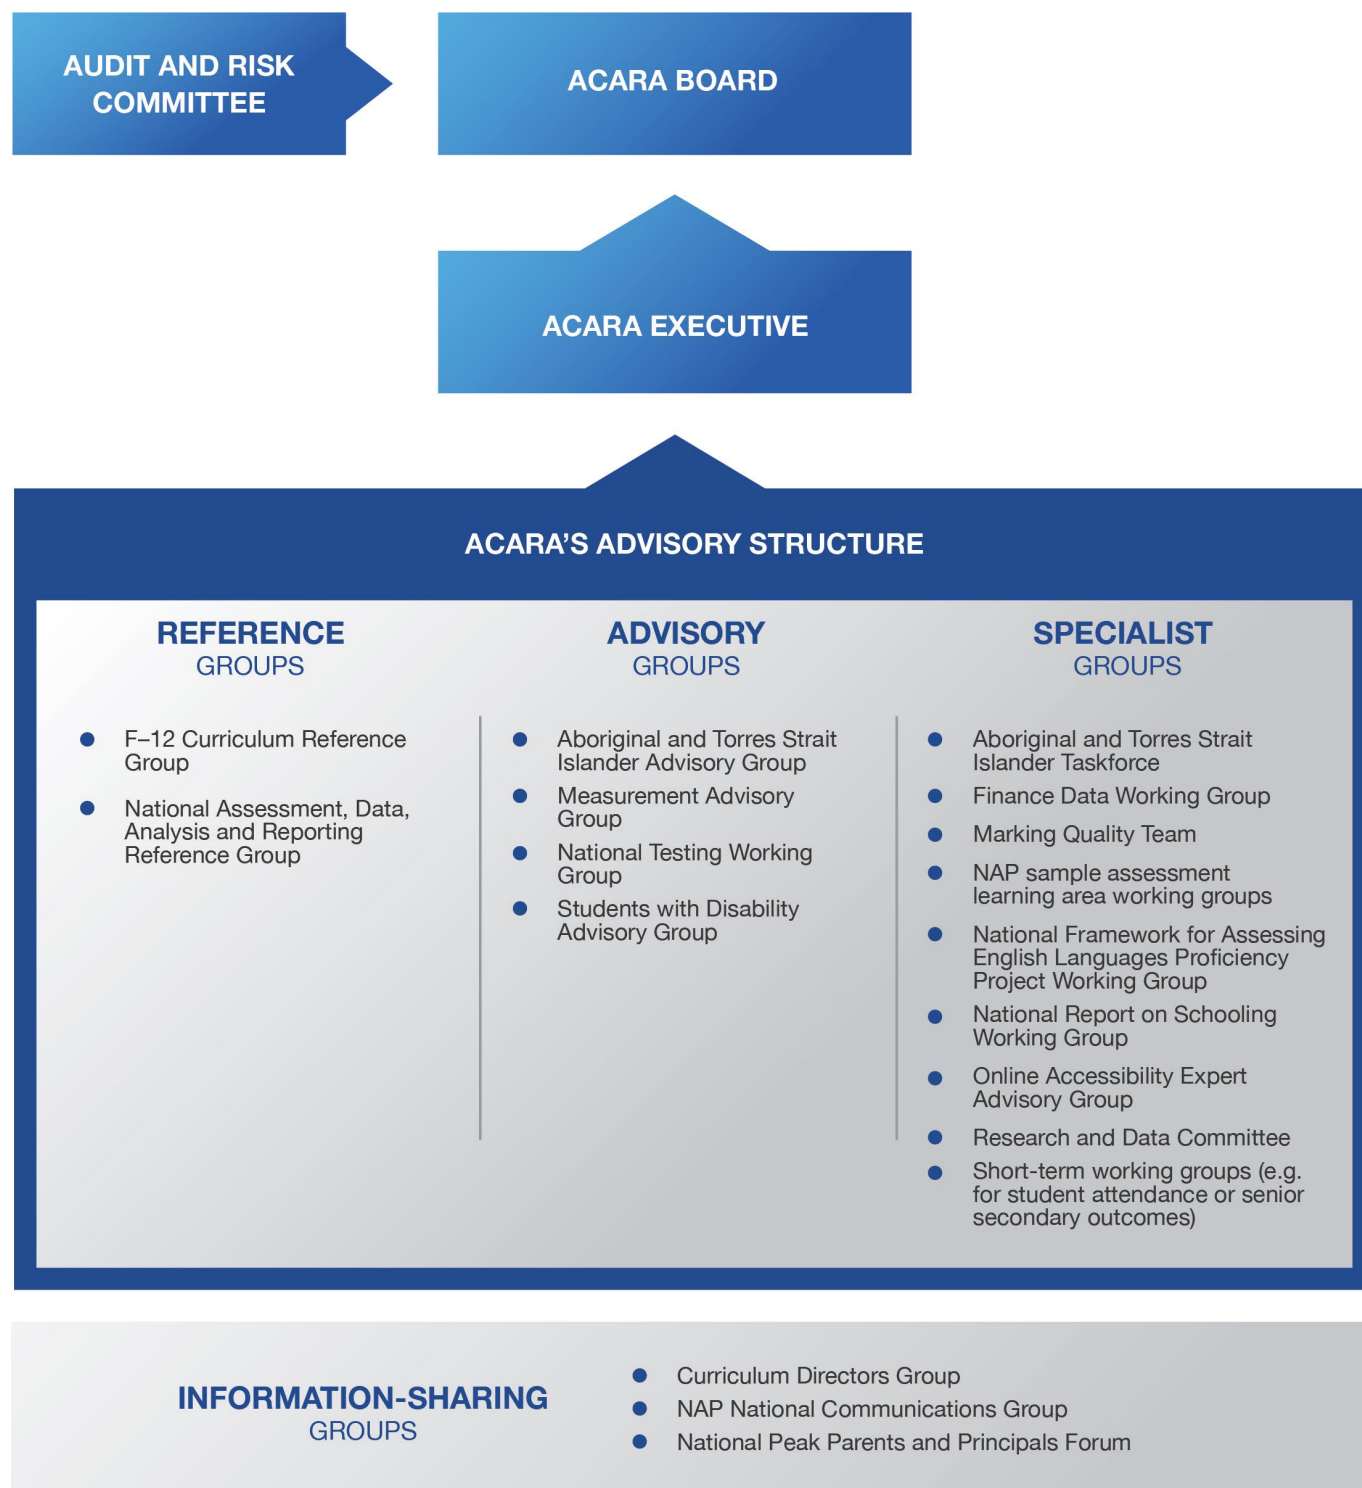 AUDIT AND RISK
COMMITTEE
ACARA BOARD
ACARA EXECUTIVE
ACARA'S ADVISORY STRUCTURE
REFERENCE
GROUPS
F–12 Curriculum Reference
Group
National Assessment, Data,
Analysis and Reporting
Reference Group
ADVISORY
GROUPS
Aboriginal and Torres Strait
Islander Advisory Group
Measurement Advisory
Group
National Testing Working
Group
Students with Disability
Advisory Group
SPECIALIST
GROUPS
Aboriginal and Torres Strait
Islander Taskforce
Finance Data Working Group
Marking Quality Team
NAP sample assessment
learning area working groups
National Framework for Assessing
English Languages Proficiency
Project Working Group
National Report on Schooling
Working Group
Online Accessibility Expert
Advisory Group
Research and Data Committee
Short-term working groups (e.g.
for student attendance or senior
secondary outcomes)
INFORMATION-SHARING
GROUPS
Curriculum Directors Group
NAP National Communications Group
National Peak Parents and Principals Forum